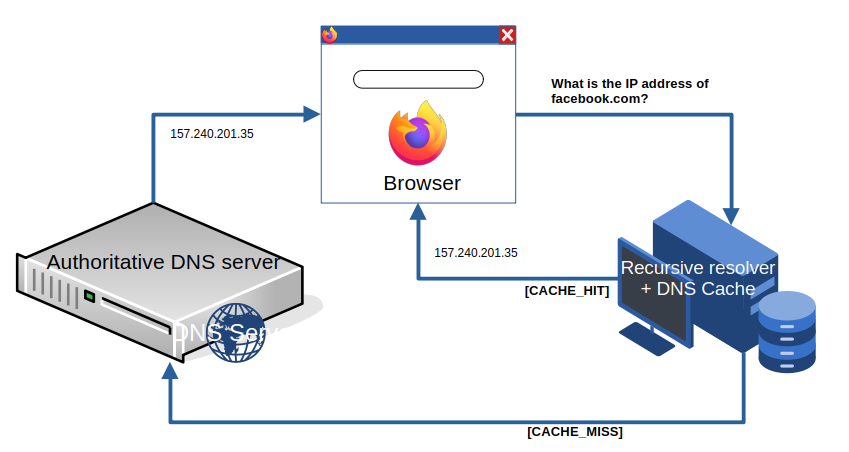 What is the IP address of
facebook.com?
157.240.201.35
Browser
157.240.201.35
Authoritative DNS server
Recursive resolver
+ DNS Cache
[CACHE_HIT]
DNS Serv
[CACHE_MISS]